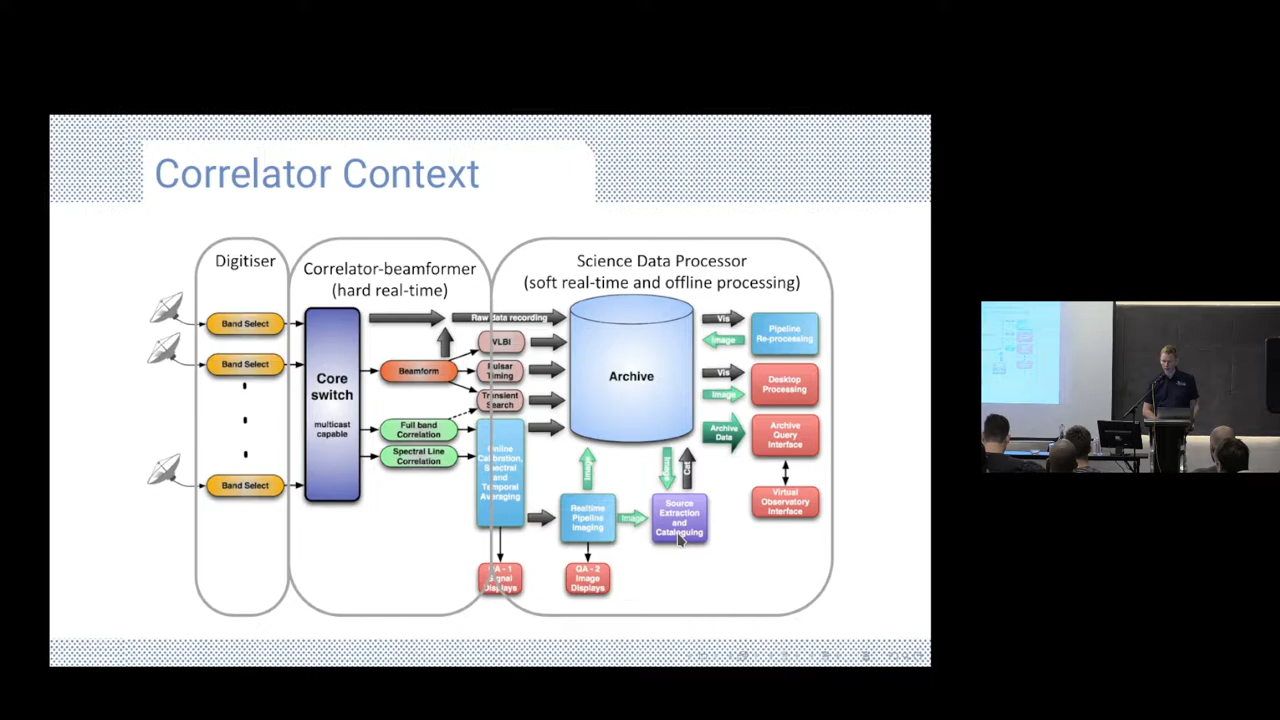 Correlator Context
Digitiser
Correlator-beamformer
(hard real-time)
Science Data Processor
(soft real-time and offline processing)
Band Select
Band Select
Band Select
Core
switch
multicast
capable
Raw data recording
Beamform
VLBI
Pulsar
Timing
Transient
Search
Full band
Correlation
Spectral Line
Correlation
Online
Calibration,
Spectral
and
Temporal
Averaging
Archive
Vis
Image
Pipeline
Re-processing
Vis
Image
Desktop
Processing
Archive
Data
Archive
Query
Interface
Virtual
Observatory
Interface
Image
Image
Cat
Realtime
Pipeline
Imaging
Image
Source
Extraction
and
Cataloguing
QA - 1
Signal
Displays
QA - 2
Image
Displays